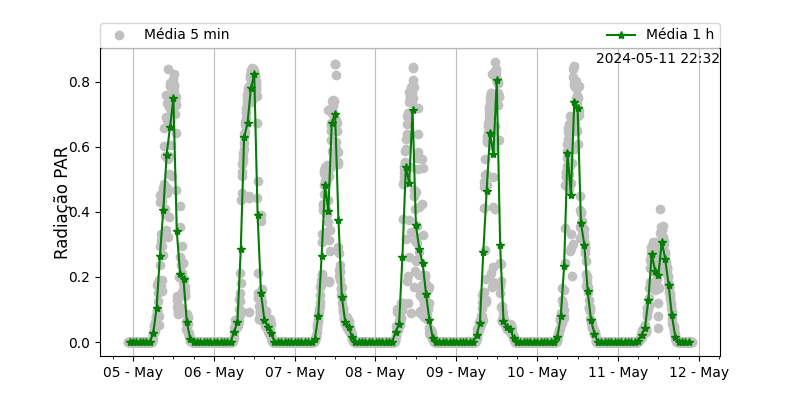 Média 5 min
Média 1 h
2024-05-11 22:32
Radiação PAR
0.8
0.6
0.4
0.2
0.0
05 - May
06 - May
07 - May
08 - May
09 - May
10 - May
11 - May
12 - May